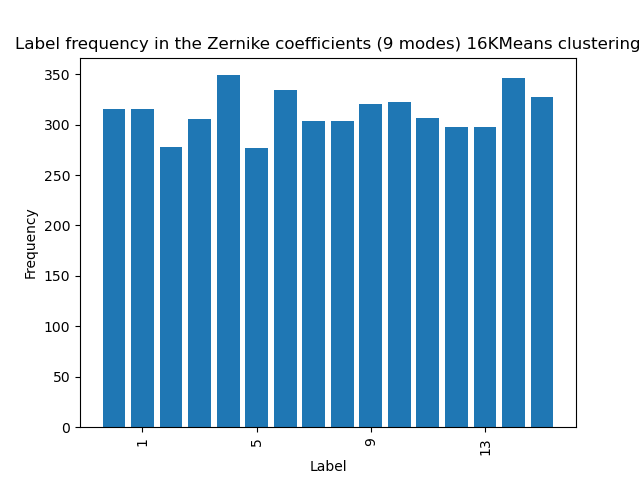 Label frequency in the Zernike coefficients (9 modes) 16KMeans clustering
350
300
250
200
150
100
50
0
Frequency
1 5 9 13
Label